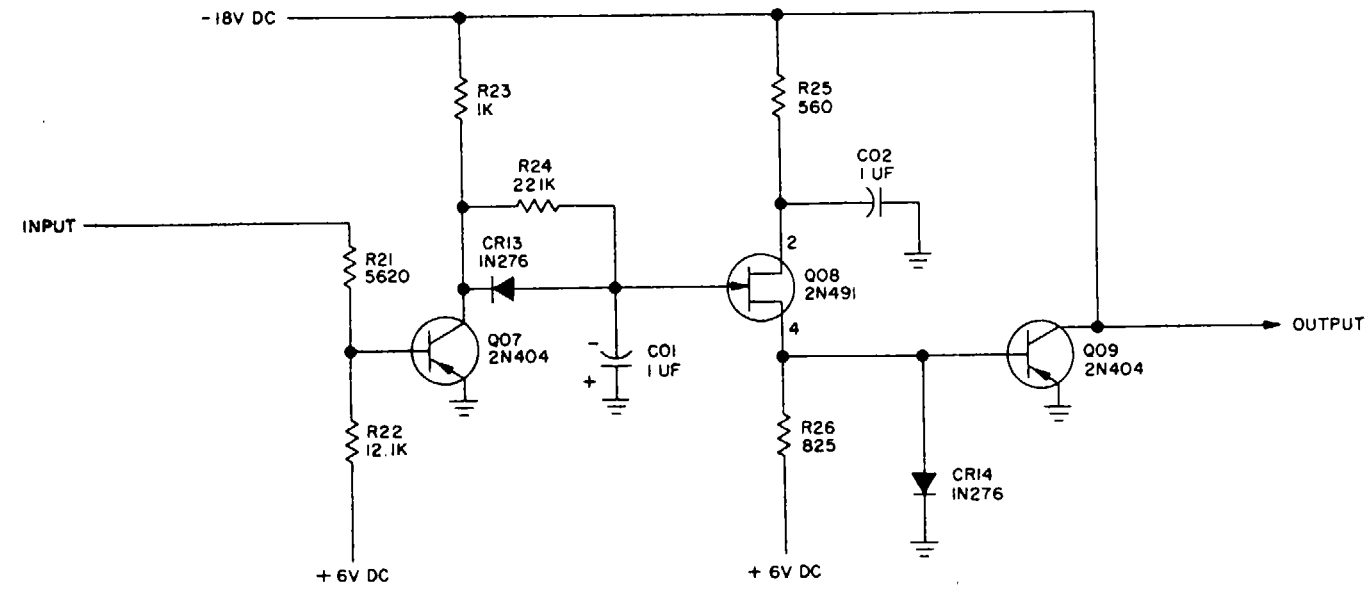 -18V DC
R23
1K
R25
560
R24
221K
C02
1 UF
INPUT
R21
5620
CR13
1N276
2
Q08
2N491
4
Q07
2N404
-
+
C01
1 UF
OUTPUT
Q09
2N404
R22
12.1K
R26
825
CR14
1N276
+6V DC
+ 6V DC